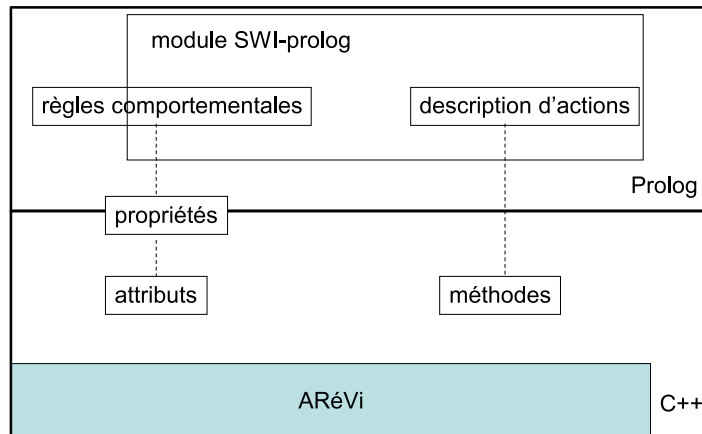 module SWI-prolog
règles comportementales
description d'actions
Prolog
propriétés
attributs
méthodes
ARéVi
C++